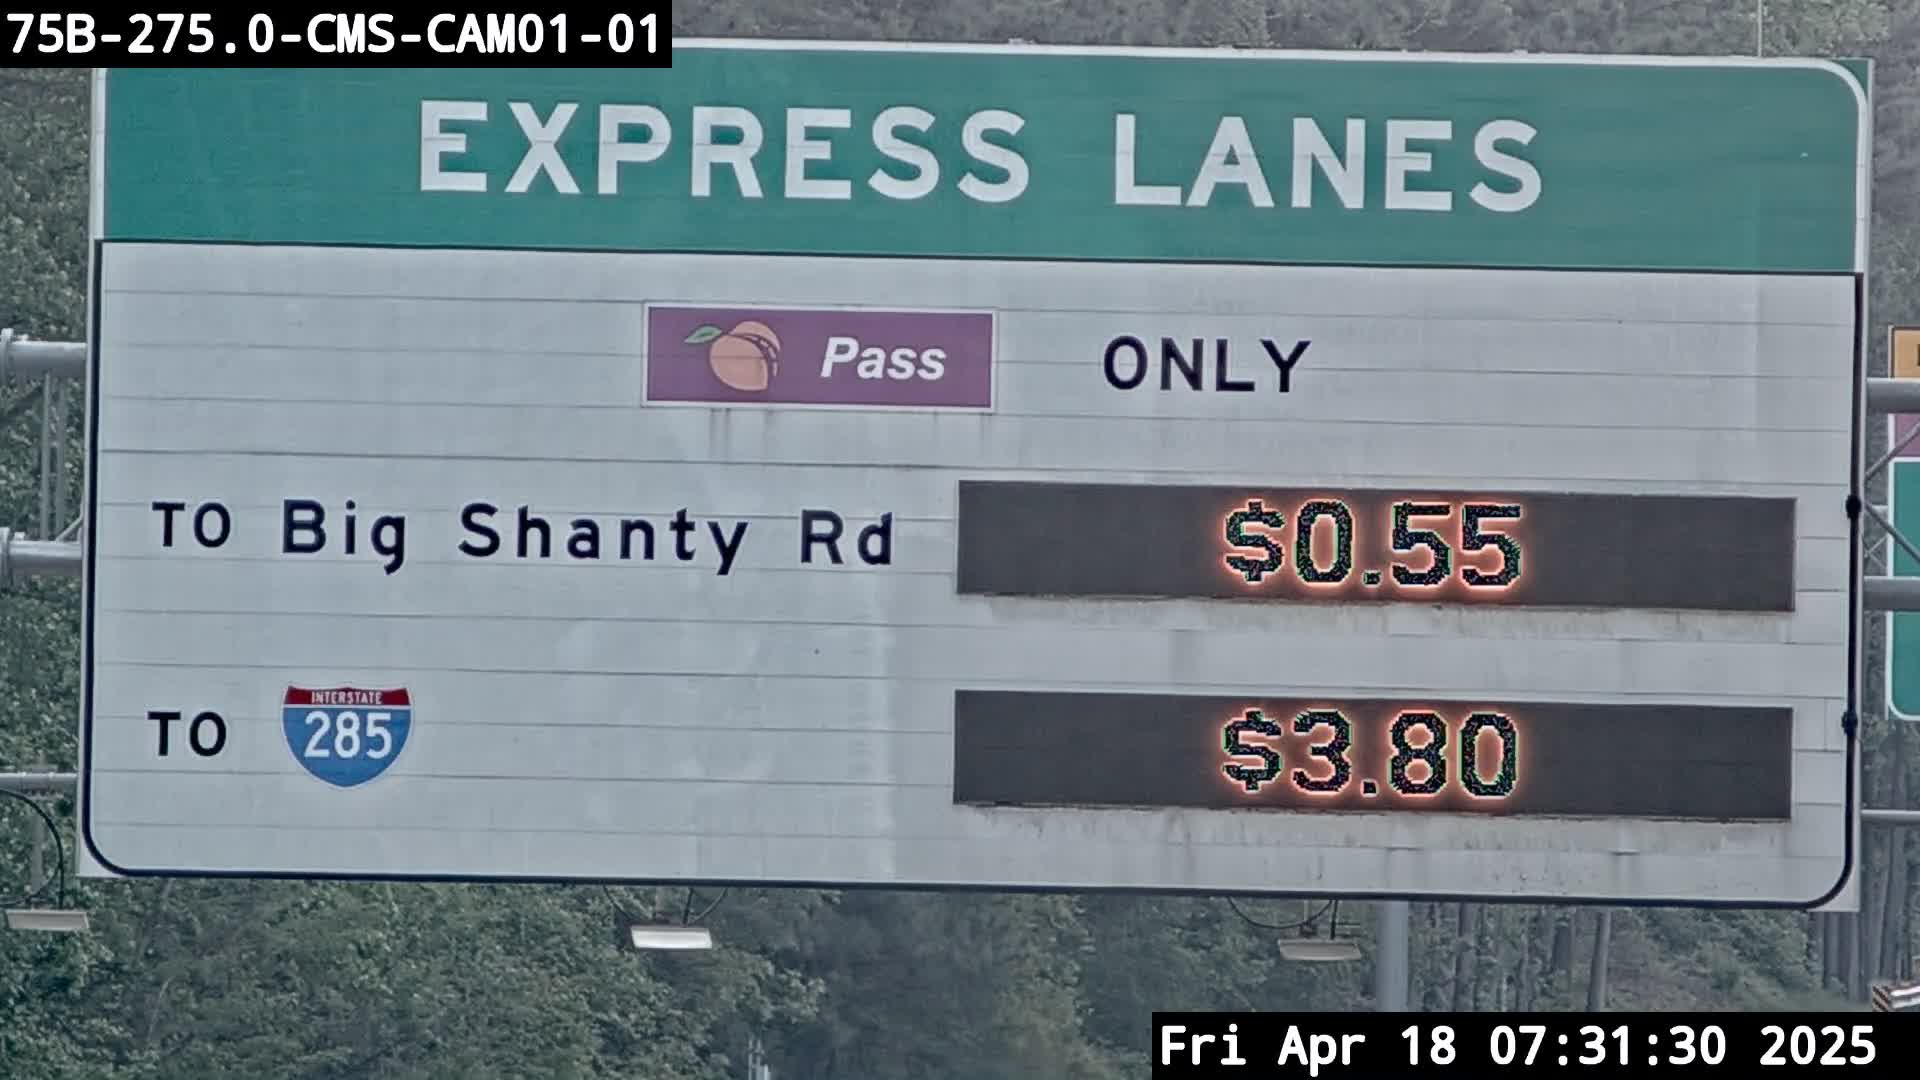 75B-275.0-CMS-CAM01-01
EXPRESS LANES
Pass ONLY
TO Big Shanty Rd $0.55
TO INTERSTATE 285 $3.80
Fri Apr 18 07:31:30 2025